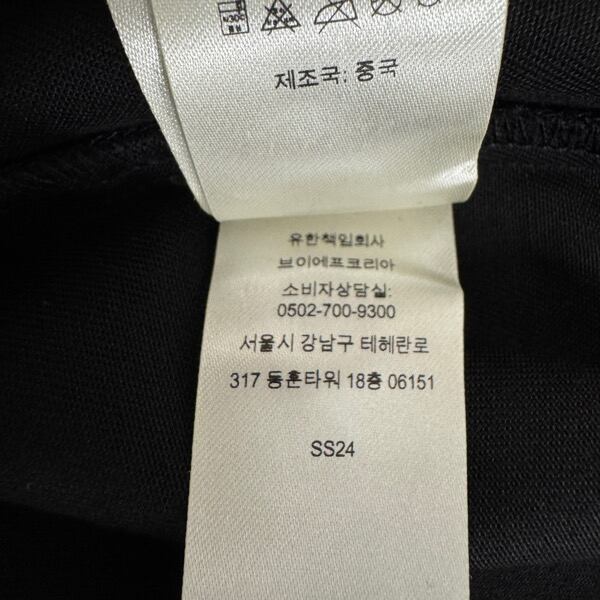 제조국: 중국
유한책임회사
브이에프코리아
소비자상담실:
0502-700-9300
서울시 강남구 테헤란로
317 동훈타워 18층 06151
SS24